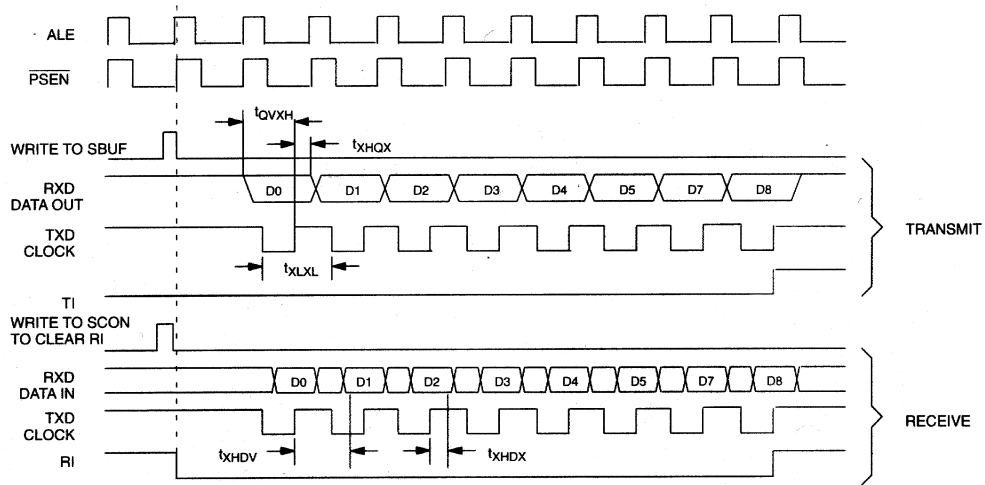 ALE
PSEN
tQVXH
tXHQX
WRITE TO SBUF
RXD
DATA OUT
D0 D1 D2 D3 D4 D5 D7 D8
TXD
CLOCK
TRANSMIT
tXLXL
TI
WRITE TO SCON
TO CLEAR RI
RXD
DATA IN
D0 D1 D2 D3 D4 D5 D7 D8
TXD
CLOCK
RECEIVE
tXHDV
tXHDX
RI